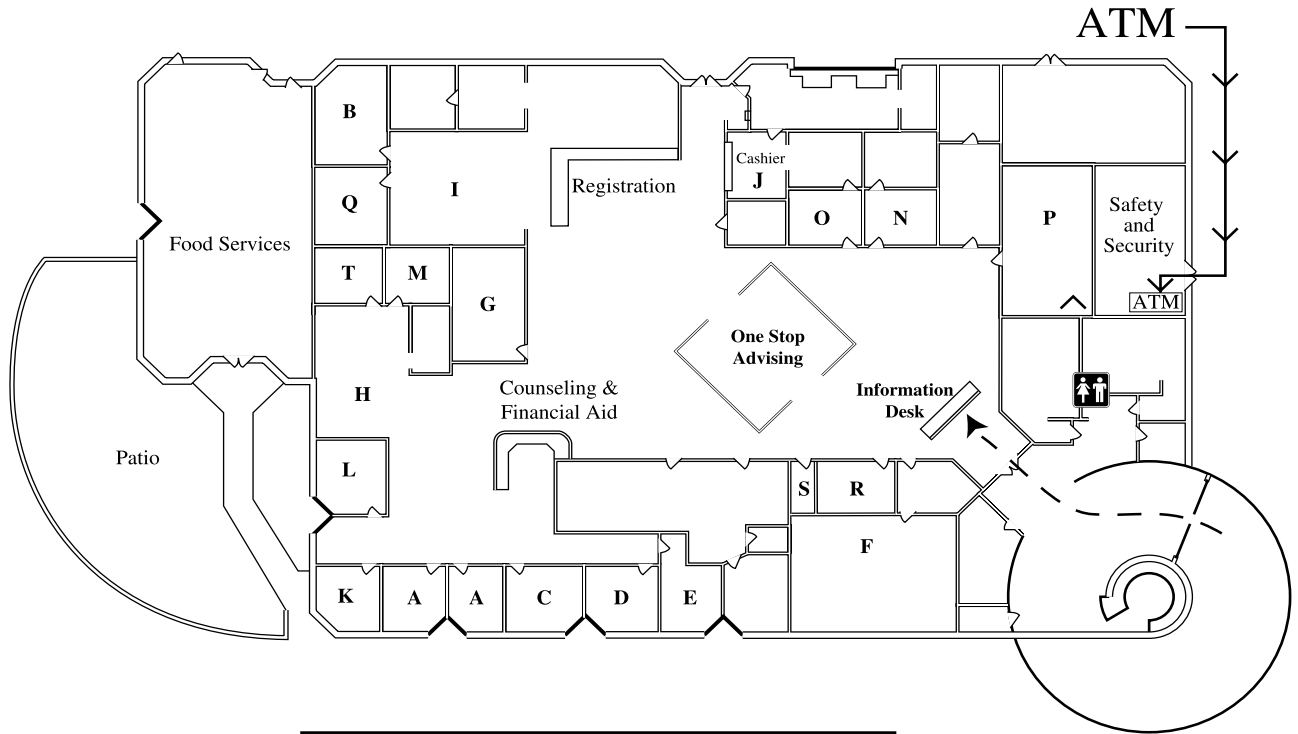 ATM
B
Cashier
J
Registration
I
Q
O
N
P
Safety
and
Security
Food Services
T
M
G
ATM
One Stop
Advising
H
Counseling &
Financial Aid
Information
Desk
Patio
L
S
R
F
K
A
A
C
D
E